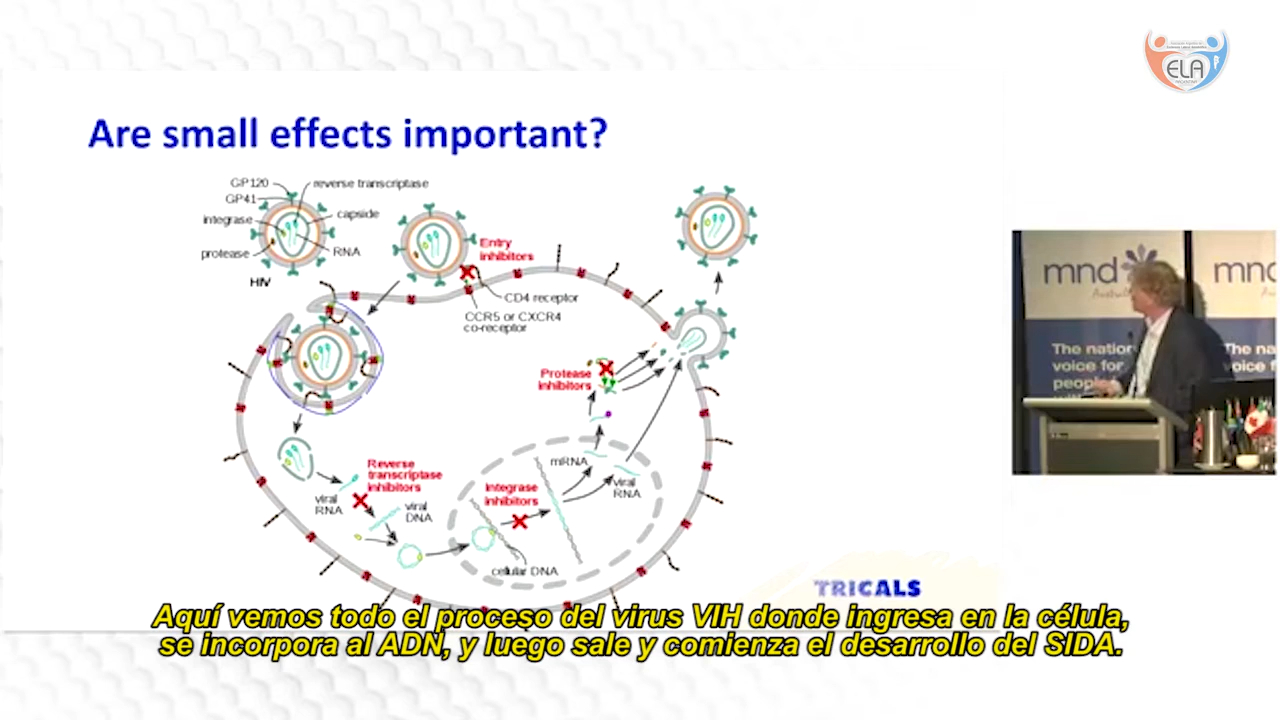 ELA
Are small effects important?
GP120
reverse transcriptase
GP41
integrase
capside
protease
RNA
HIV
Entry
inhibitors
CD4 receptor
CCR5 or CXCR4
co-receptor
Protease
inhibitors
Reverse
transcriptase
inhibitors
viral
RNA
viral
DNA
Integrase
inhibitors
mRNA
viral
RNA
cellular DNA
TRICALS
mnd
mnd
The nation
voice for
people
The na
voice fo
Aquí vemos todo el proceso del virus VIH donde ingresa en la célula,
se incorpora al ADN, y luego sale y comienza el desarrollo del SIDA.